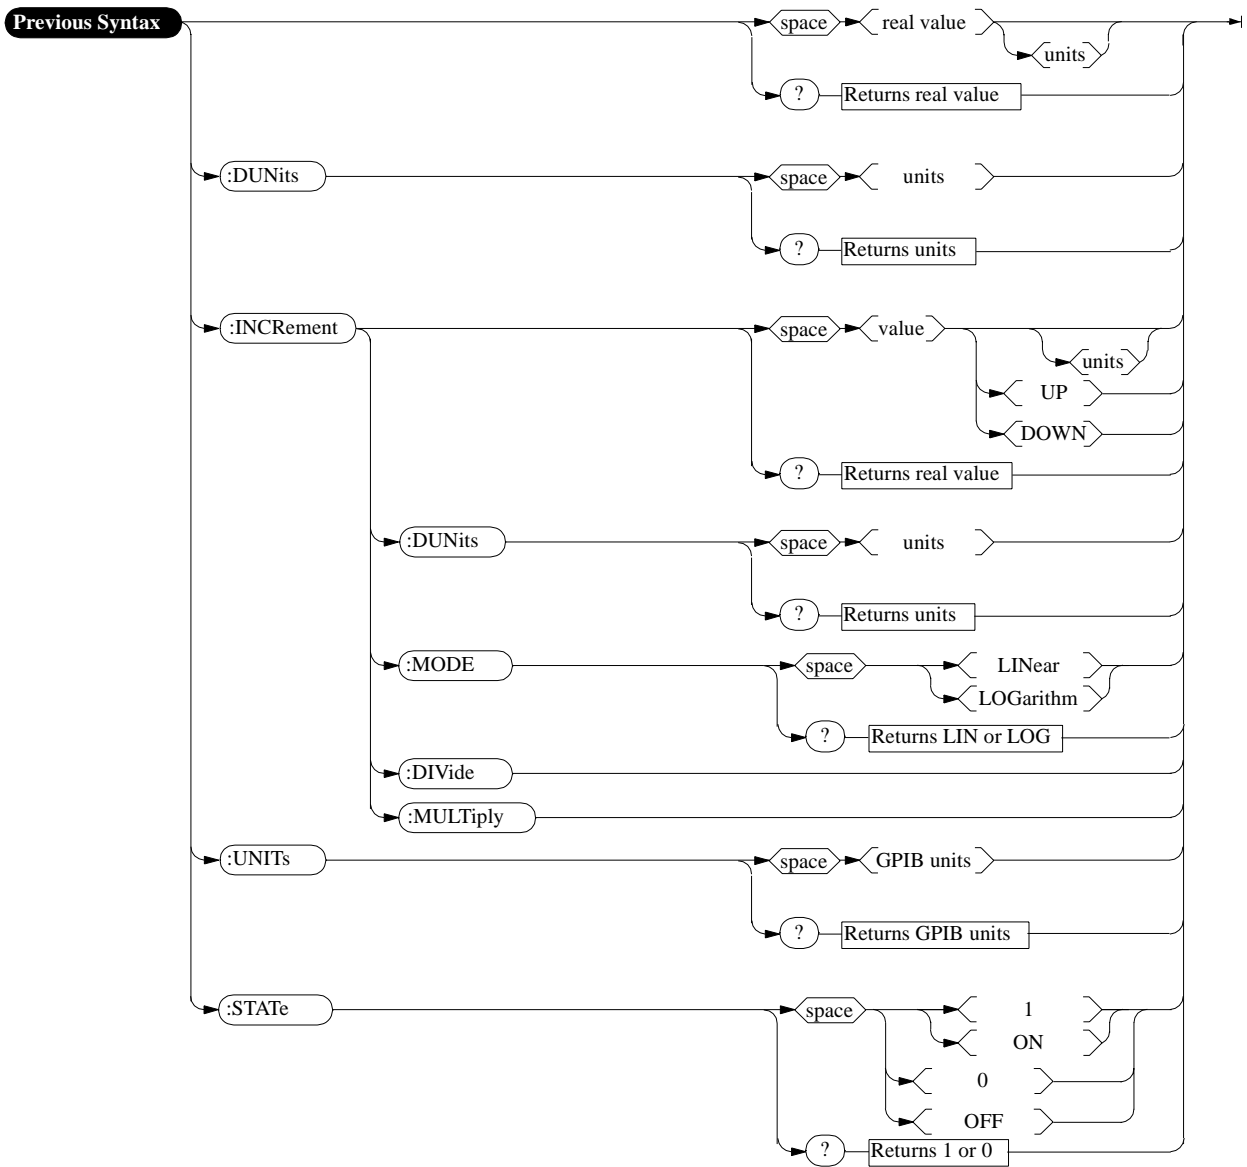 Previous Syntax space real value
units
? Returns real value
:DUNits space units
? Returns units
:INCRement space value
units
UP
DOWN
? Returns real value
:DUNits space units
? Returns units
:MODE space LINear
LOGarithm
? Returns LIN or LOG
:DIVide
:MULTiply
:UNITs space GPIB units
? Returns GPIB units
:STATe space 1
ON
0
OFF
? Returns 1 or 0